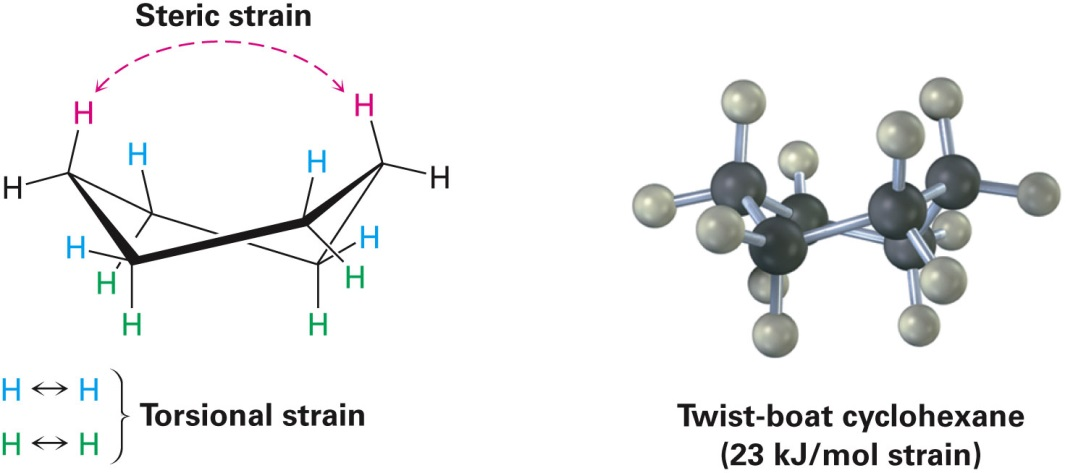 Steric strain
H H
H H
H H
H H
H H
H H
H H
H ↔ H
H ↔ H
Torsional strain
Twist-boat cyclohexane
(23 kJ/mol strain)